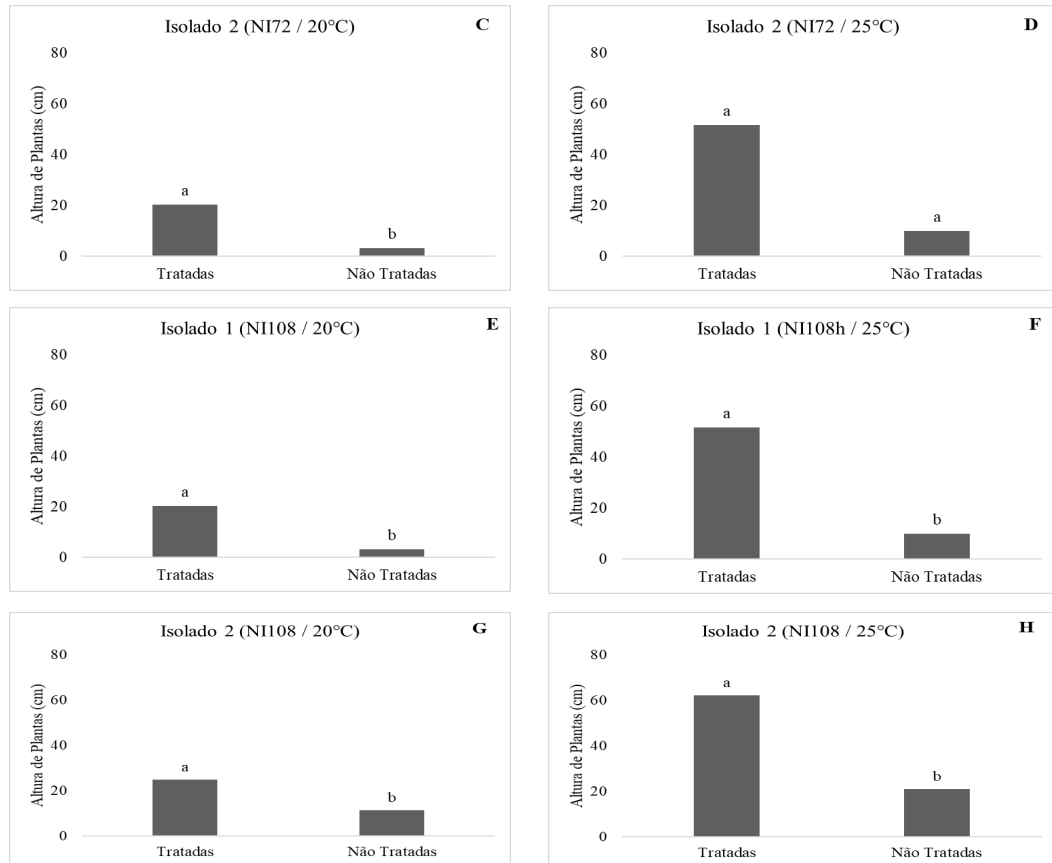 Isolado 2 (NI72 / 20°C)
C
Altura de Plantas (cm)
80
60
40
20
0
a
b
Tratadas
Não Tratadas
Isolado 2 (NI72 / 25°C)
D
Altura de Plantas (cm)
80
60
40
20
0
a
a
Tratadas
Não Tratadas
Isolado 1 (NI108 / 20°C)
E
Altura de Plantas (cm)
80
60
40
20
0
a
b
Tratadas
Não Tratadas
Isolado 1 (NI108h / 25°C)
F
Altura de Plantas (cm)
80
60
40
20
0
a
b
Tratadas
Não Tratadas
Isolado 2 (NI108 / 20°C)
G
Altura de Plantas (cm)
80
60
40
20
0
a
b
Tratadas
Não Tratadas
Isolado 2 (NI108 / 25°C)
H
Altura de Plantas (cm)
80
60
40
20
0
a
b
Tratadas
Não Tratadas